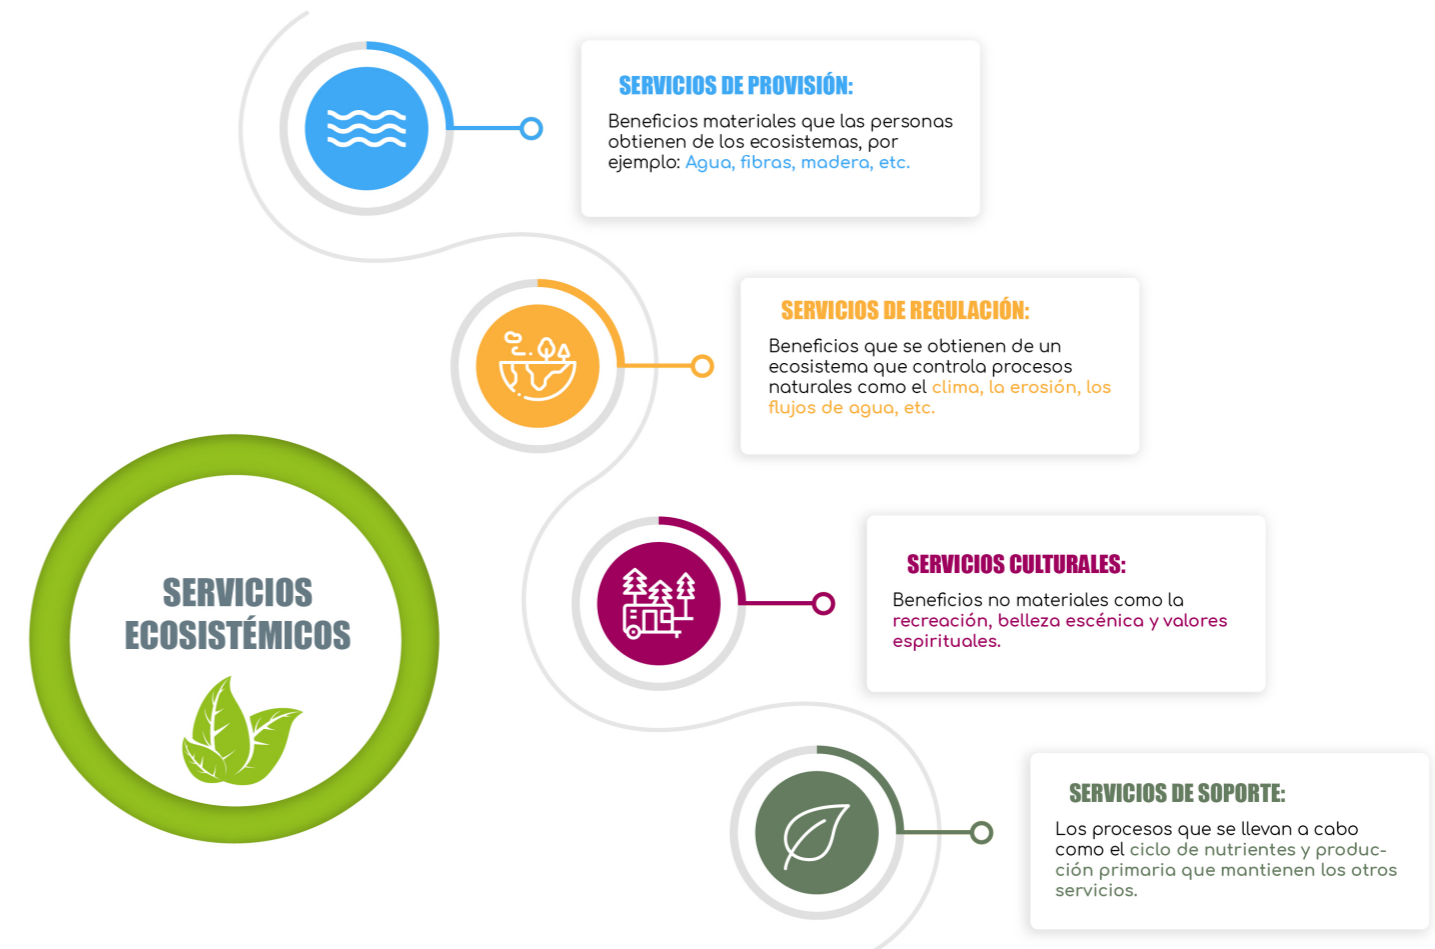 SERVICIOS DE PROVISIÓN:
Beneficios materiales que las personas
obtienen de los ecosistemas, por
ejemplo: Agua, fibras, madera, etc.
SERVICIOS DE REGULACIÓN:
Beneficios que se obtienen de un
ecosistema que controla procesos
naturales como el clima, la erosión, los
flujos de agua, etc.
SERVICIOS
ECOSISTÉMICOS
SERVICIOS CULTURALES:
Beneficios no materiales como la
recreación, belleza escénica y valores
espirituales.
SERVICIOS DE SOPORTE:
Los procesos que se llevan a cabo
como el ciclo de nutrientes y produc-
ción primaria que mantienen los otros
servicios.